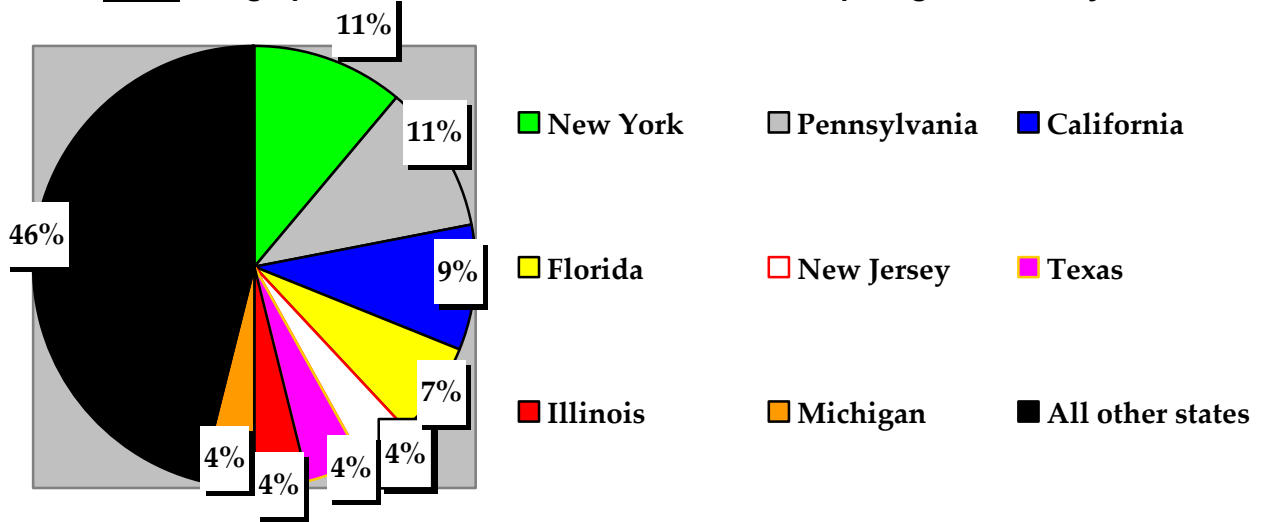 11%
11%
46%
9%
7%
4%
4%
4%
4%
New York
Pennsylvania
California
Florida
New Jersey
Texas
Illinois
Michigan
All other states